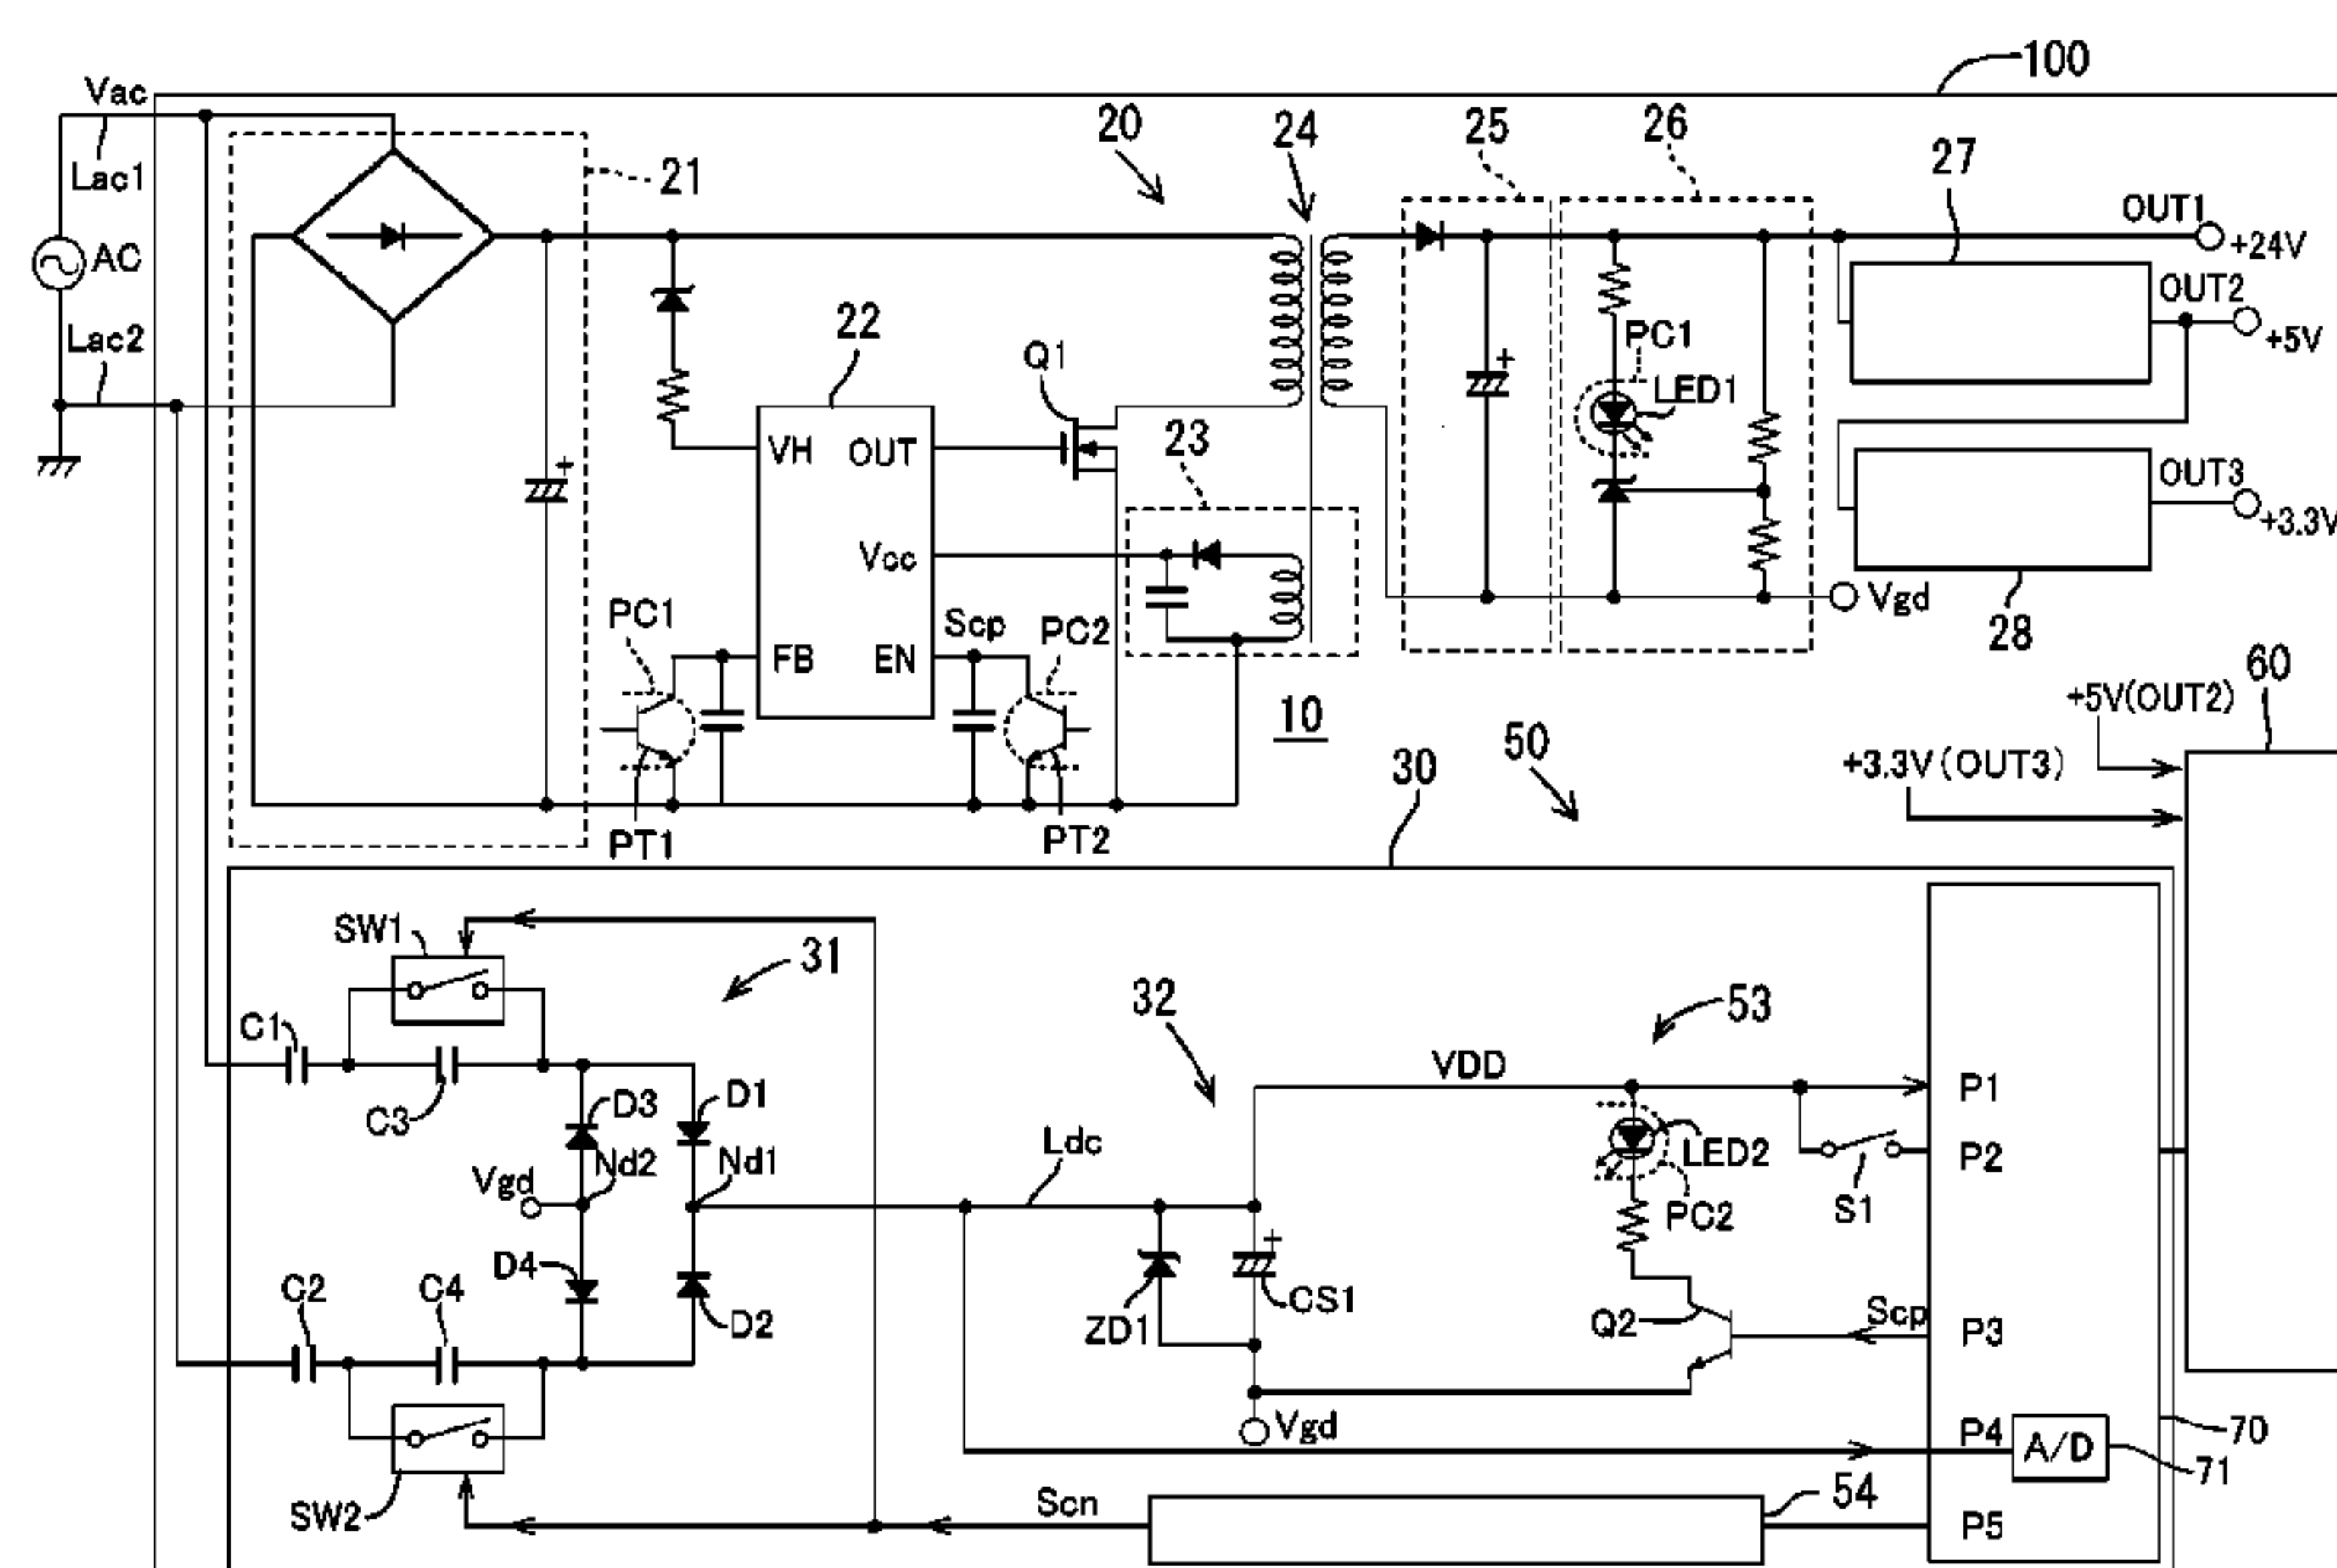 100
Vac
20
24
25
26
27
Lac1
21
OUT1
+24V
AC
OUT2
+5V
Lac2
22
Q1
PC1
LED1
23
VH
OUT
OUT3
+3.3V
Vcc
PC1
Scp
PC2
Vgd
28
FB
EN
60
+5V(OUT2)
10
50
30
+3.3V(OUT3)
PT1
PT2
SW1
31
32
53
C1
VDD
P1
C3
D3
D1
Ldc
LED2
P2
Nd2
Nd1
Vgd
S1
PC2
D4
C2
C4
CS1
D2
ZD1
Q2
Scp
P3
Vgd
P4
A/D
70
71
SW2
Scn
54
P5
+
+
+
+